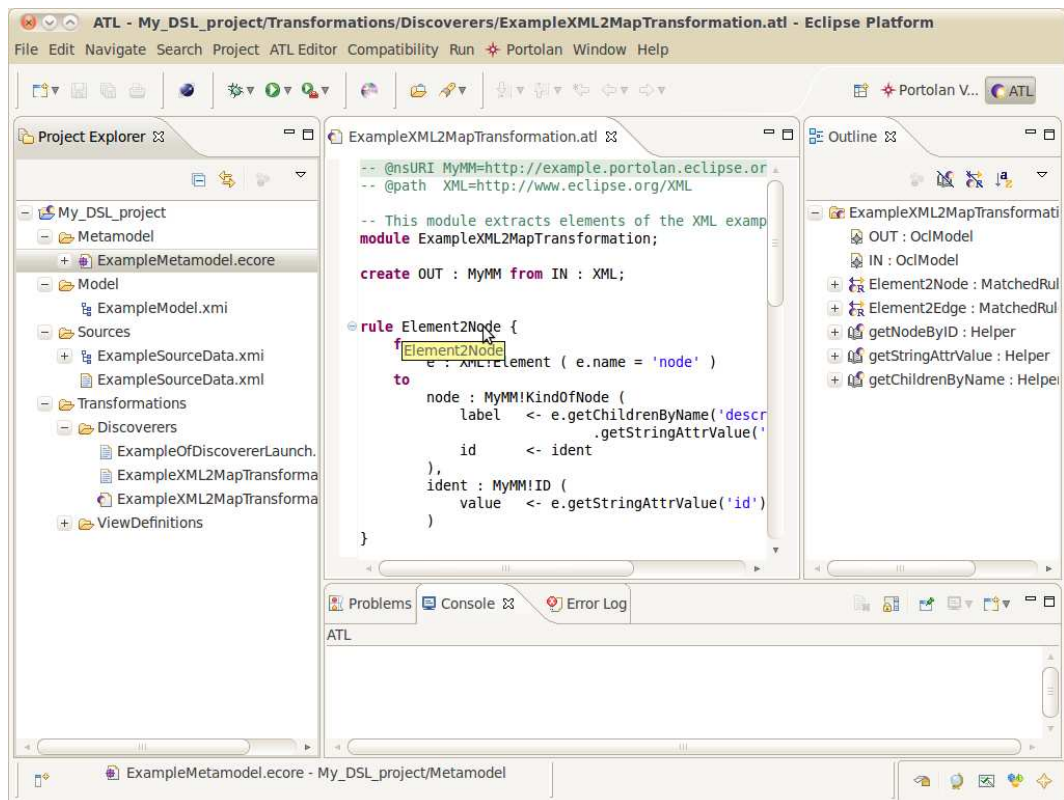 ATL - My_DSL_project/Transformations/Discoverers/ExampleXML2MapTransformation.atl - Eclipse Platform
File Edit Navigate Search Project ATL Editor Compatibility Run Portolan Window Help
Portolan V... ATL
Project Explorer
My_DSL_project
Metamodel
ExampleMetamodel.ecore
Model
ExampleModel.xmi
Sources
ExampleSourceData.xmi
ExampleSourceData.xml
Transformations
Discoverers
ExampleOfDiscovererLaunch.
ExampleXML2MapTransforma
ExampleXML2MapTransforma
ViewDefinitions
ExampleXML2MapTransformation.atl
-- @nsURI MyMM=http://example.portolan.eclipse.or
-- @path XML=http://www.eclipse.org/XML
-- This module extracts elements of the XML examp
module ExampleXML2MapTransformation;
create OUT : MyMM from IN : XML;
rule Element2Node {
Element2Node
e : XML!Element ( e.name = 'node' )
to
node : MyMM!KindOfNode (
label <- e.getChildrenByName('descr
.getStringAttrValue('
id <- ident
),
ident : MyMM!ID (
value <- e.getStringAttrValue('id')
)
}
Outline
ExampleXML2MapTransformati
OUT : OclModel
IN : OclModel
Element2Node : MatchedRul
Element2Edge : MatchedRul
getNodeByID : Helper
getStringAttrValue : Helper
getChildrenByName : Helper
Problems Console Error Log
ATL
ExampleMetamodel.ecore - My_DSL_project/Metamodel